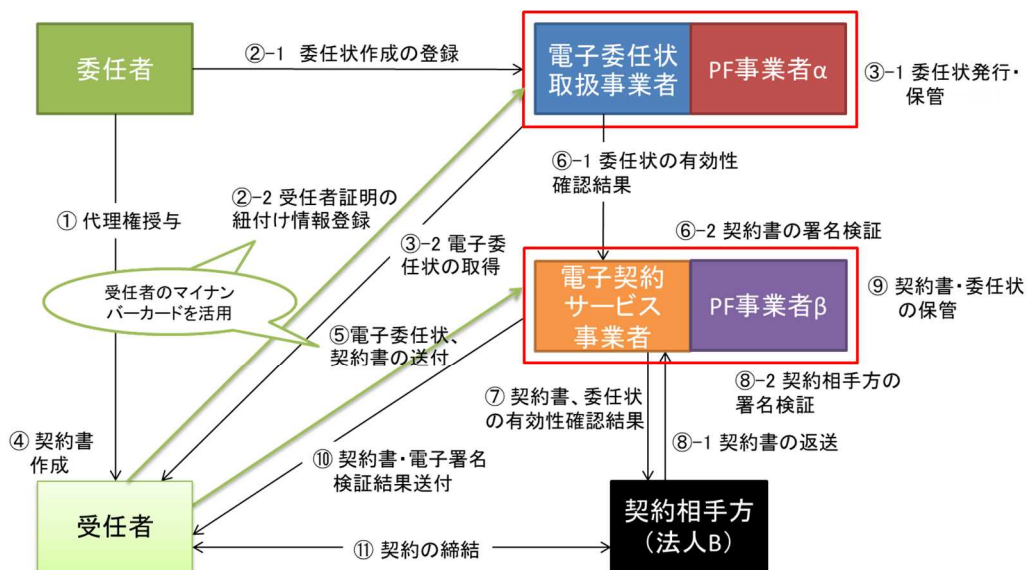 委任者
②-1 委任状作成の登録
電子委任状
取扱事業者
PF事業者α
③-1 委任状発行・
保管
⑥-1 委任状の有効性
確認結果
②-2 受任者証明の
紐付け情報登録
① 代理権授与
③-2 電子委
任状の取得
⑥-2 契約書の署名検証
受任者のマイナン
バーカードを活用
電子契約
サービス
事業者
PF事業者β
⑨ 契約書・委任状
の保管
⑤電子委任状、
契約書の送付
⑧-2 契約相手方の
署名検証
⑦ 契約書、委任状
の有効性確認結果
⑧-1 契約書の返送
④ 契約書
作成
⑩ 契約書・電子署名
検証結果送付
受任者
契約相手方
（法人B）
⑪ 契約の締結